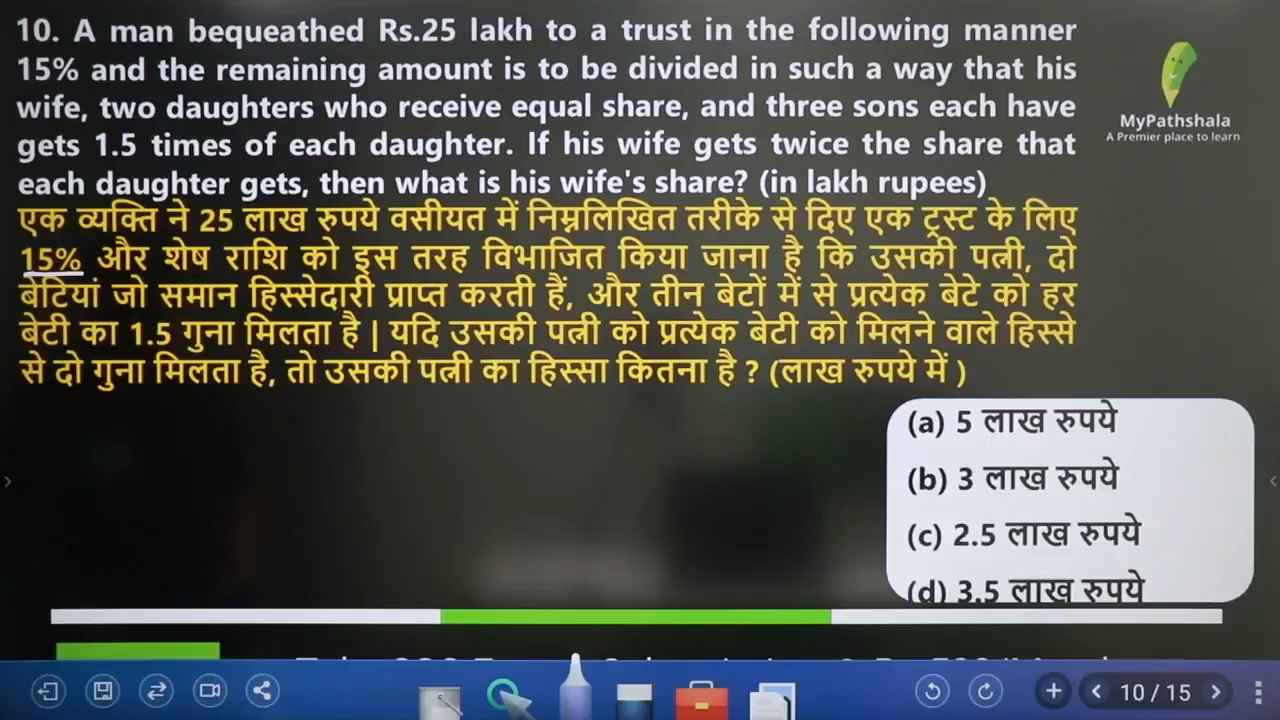 10. A man bequeathed Rs.25 lakh to a trust in the following manner
15% and the remaining amount is to be divided in such a way that his
wife, two daughters who receive equal share, and three sons each have
gets 1.5 times of each daughter. If his wife gets twice the share that
each daughter gets, then what is his wife's share? (in lakh rupees)
एक व्यक्ति ने 25 लाख रुपये वसीयत में निम्नलिखित तरीके से दिए एक ट्रस्ट के लिए
15% और शेष राशि को इस तरह विभाजित किया जाना है कि उसकी पत्नी, दो
बेटियां जो समान हिस्सेदारी प्राप्त करती हैं, और तीन बेटों में से प्रत्येक बेटे को हर
बेटी का 1.5 गुना मिलता है | यदि उसकी पत्नी को प्रत्येक बेटी को मिलने वाले हिस्से
से दो गुना मिलता है, तो उसकी पत्नी का हिस्सा कितना है ? (लाख रुपये में )
MyPathshala
A Premier place to learn
(a) 5 लाख रुपये
(b) 3 लाख रुपये
(c) 2.5 लाख रुपये
(d) 3.5 लाख रुपये
10 / 15